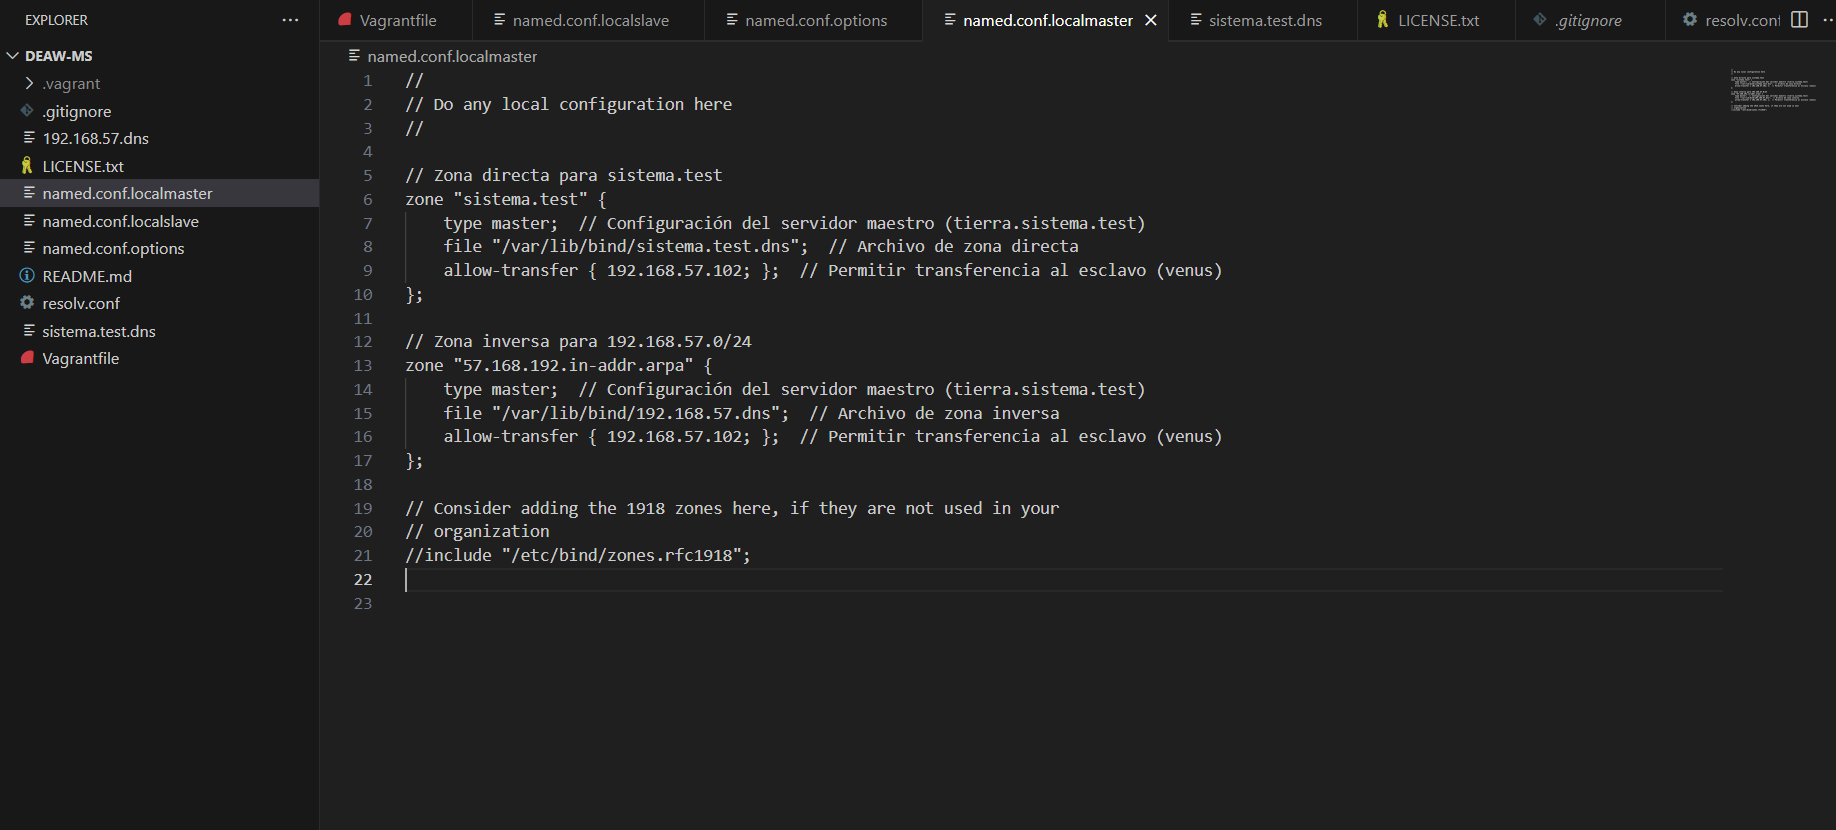 EXPLORER
DEAW-MS
.vagrant
.gitignore
192.168.57.dns
LICENSE.txt
named.conf.localmaster
named.conf.localslave
named.conf.options
README.md
resolv.conf
sistema.test.dns
Vagrantfile
Vagrantfile
named.conf.localslave
named.conf.options
named.conf.localmaster
sistema.test.dns
LICENSE.txt
.gitignore
resolv.conf
named.conf.localmaster
1 //
2 // Do any local configuration here
3 //
4
5 // Zona directa para sistema.test
6 zone "sistema.test" {
7 type master;  // Configuración del servidor maestro (tierra.sistema.test)
8 file "/var/lib/bind/sistema.test.dns";  // Archivo de zona directa
9 allow-transfer { 192.168.57.102; };  // Permitir transferencia al esclavo (venus)
10 };
11
12 // Zona inversa para 192.168.57.0/24
13 zone "57.168.192.in-addr.arpa" {
14 type master;  // Configuración del servidor maestro (tierra.sistema.test)
15 file "/var/lib/bind/192.168.57.dns";  // Archivo de zona inversa
16 allow-transfer { 192.168.57.102; };  // Permitir transferencia al esclavo (venus)
17 };
18
19 // Consider adding the 1918 zones here, if they are not used in your
20 // organization
21 //include "/etc/bind/zones.rfc1918";
22
23